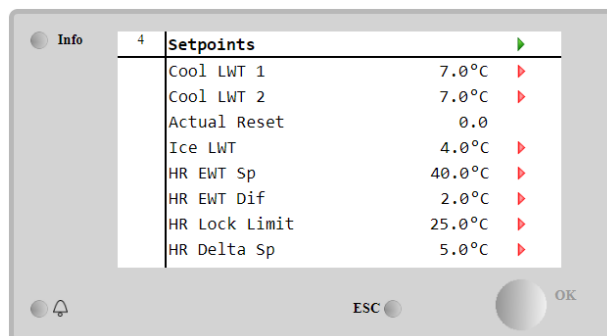 Info
4 Setpoints
Cool LWT 1 7.0°C
Cool LWT 2 7.0°C
Actual Reset 0.0
Ice LWT 4.0°C
HR EWT Sp 40.0°C
HR EWT Dif 2.0°C
HR Lock Limit 25.0°C
HR Delta Sp 5.0°C
ESC
OK